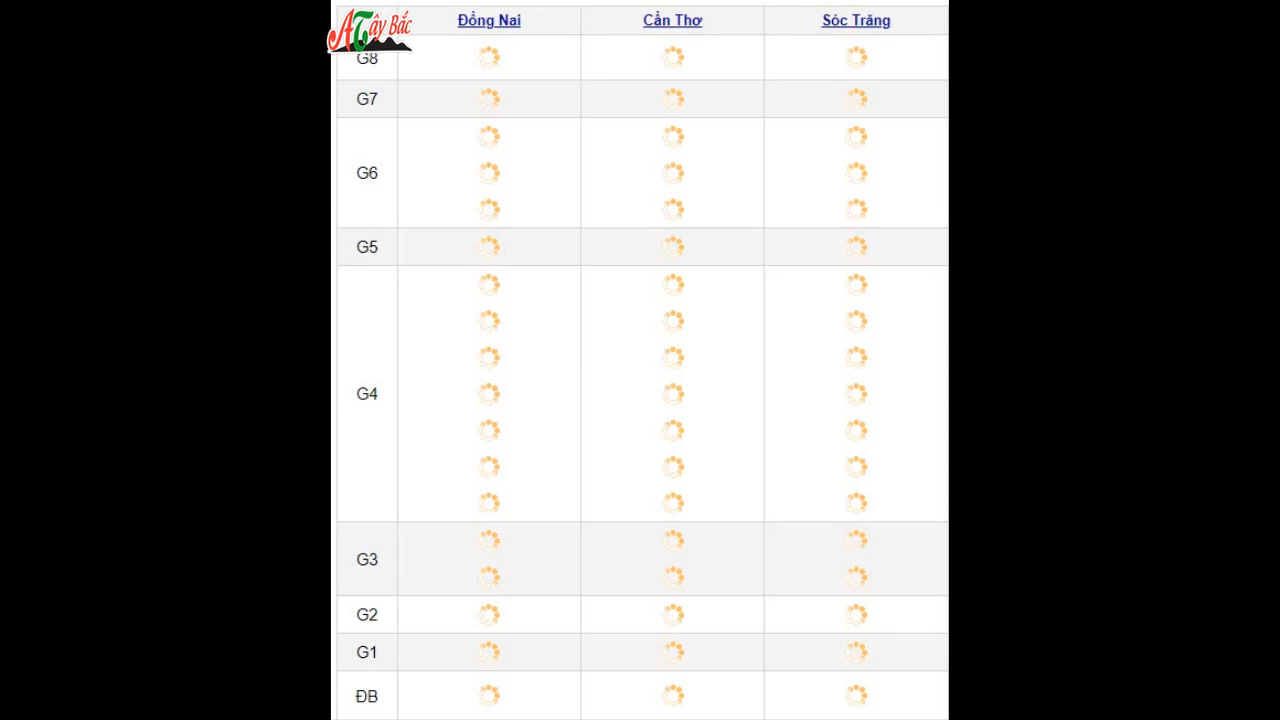 ATây Bắc
Đồng Nai Cần Thơ Sóc Trăng
G8
G7
G6
G5
G4
G3
G2
G1
ĐB